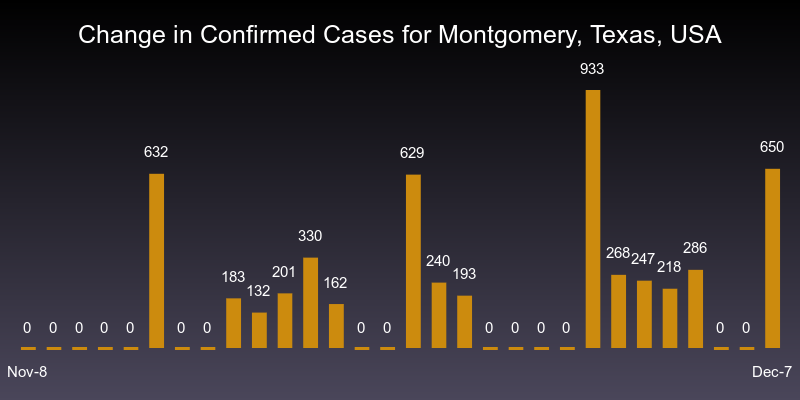 Change in Confirmed Cases for Montgomery, Texas, USA
0 0 0 0 0 632 0 0 183 132 201 330 162 0 0 629 240 193 0 0 0 0 933 268 247 218 286 0 0 650
Nov-8 Dec-7